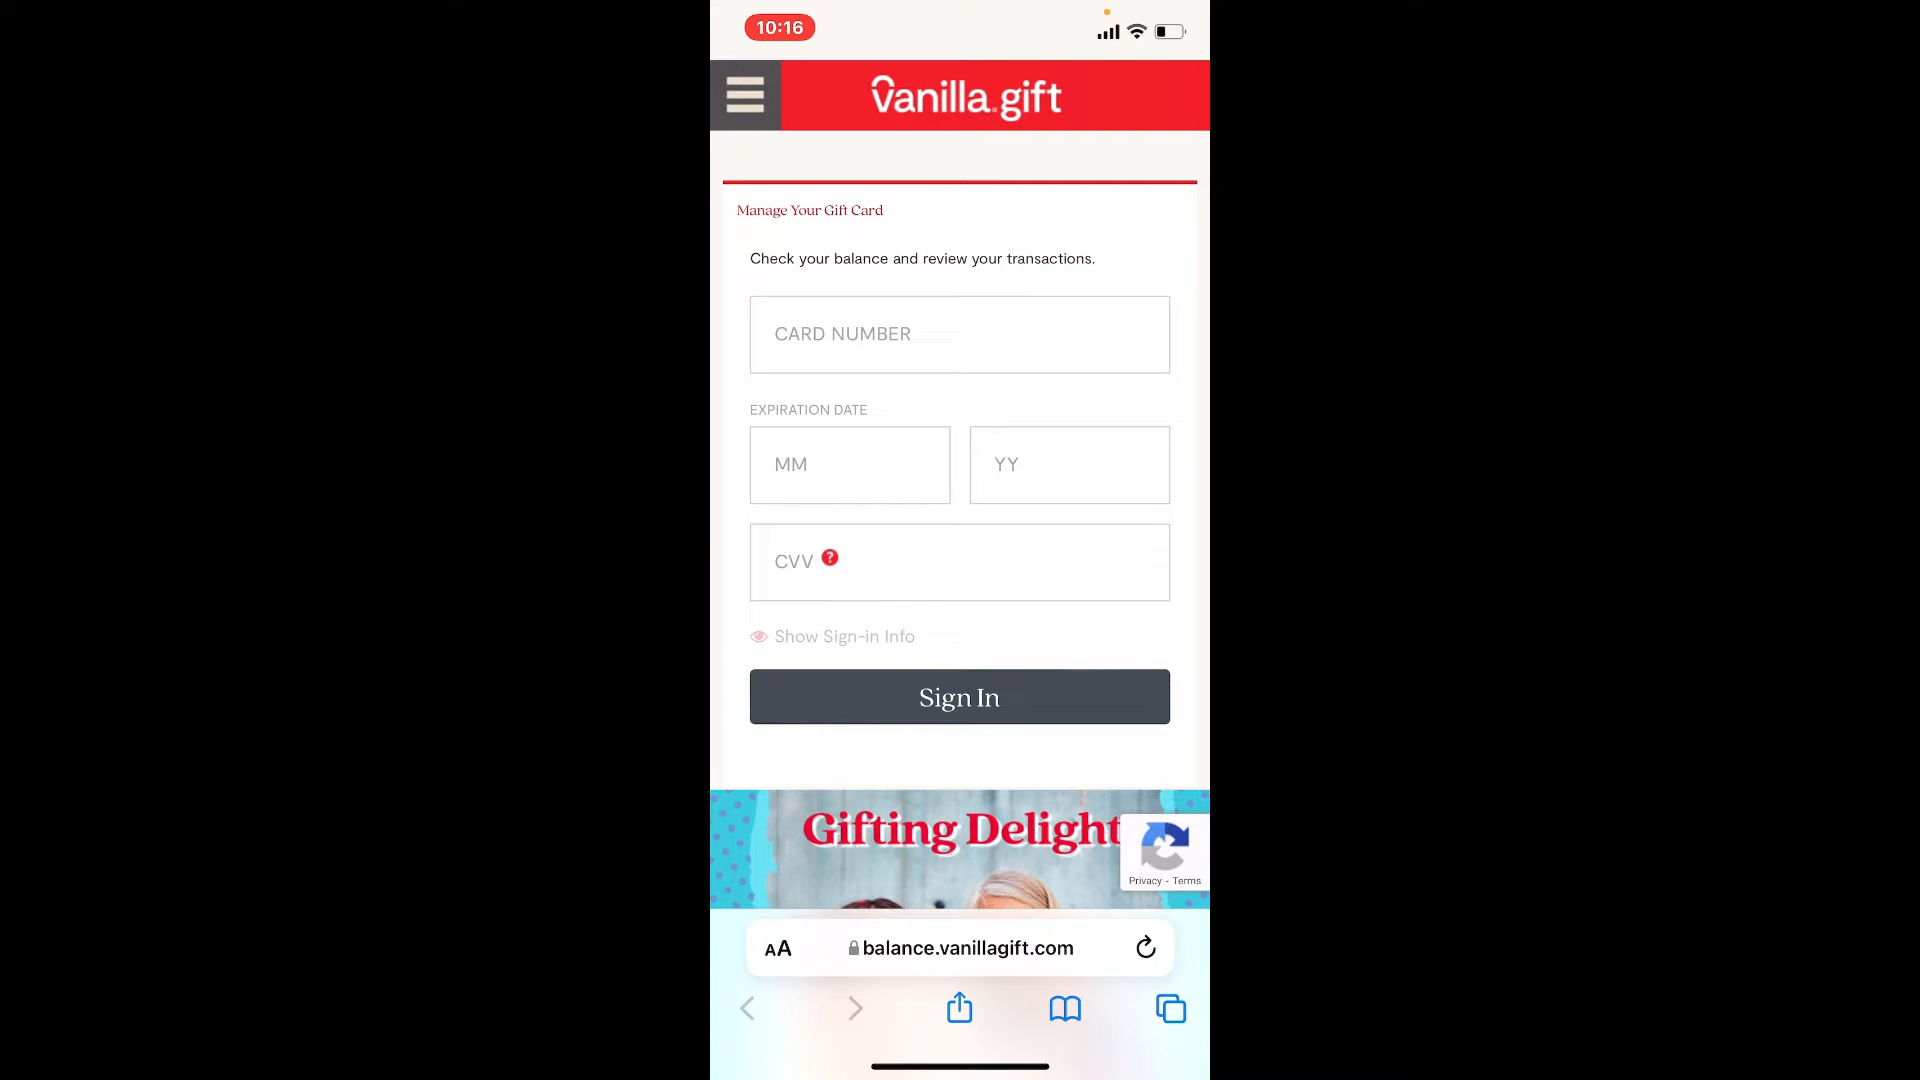 10:16
vanilla.gift
Manage Your Gift Card
Check your balance and review your transactions.
CARD NUMBER
EXPIRATION DATE
MM
YY
CVV ?
Show Sign-in Info
Sign In
Gifting Delight
Privacy - Terms
AA
balance.vanillagift.com